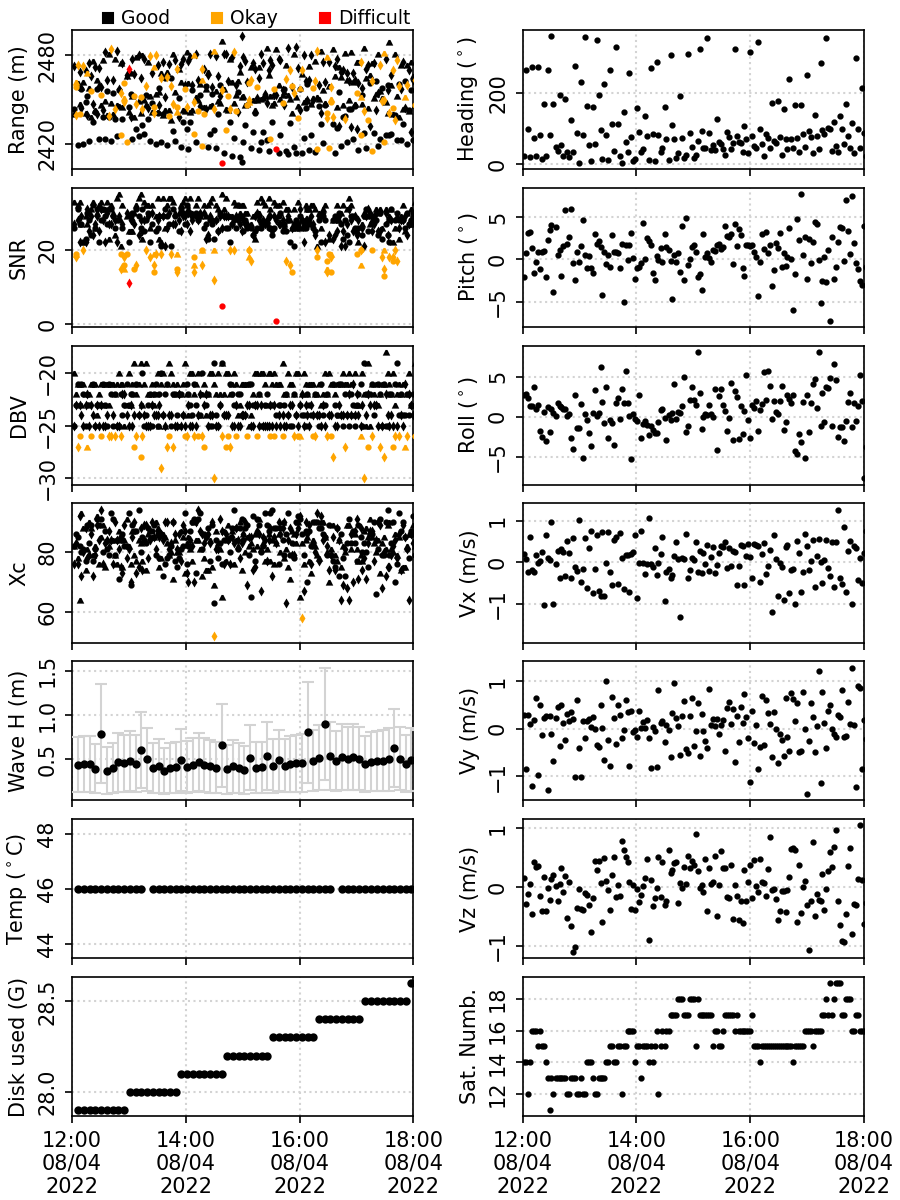 Good Okay Difficult
Range (m)
2480
2420
Heading (°)
200
0
SNR
20
0
Pitch (°)
5
0
−5
DBV
−20
−25
−30
Roll (°)
5
0
−5
Xc
80
60
Vx (m/s)
1
0
−1
Wave H (m)
1.5
1.0
0.5
Vy (m/s)
1
0
−1
Temp (°C)
48
46
44
Vz (m/s)
1
0
−1
Disk used (G)
28.5
28.0
Sat. Numb.
18
16
14
12
12:00 14:00 16:00 18:00 12:00 14:00 16:00 18:00
08/04 08/04 08/04 08/04 08/04 08/04 08/04 08/04
2022 2022 2022 2022 2022 2022 2022 2022